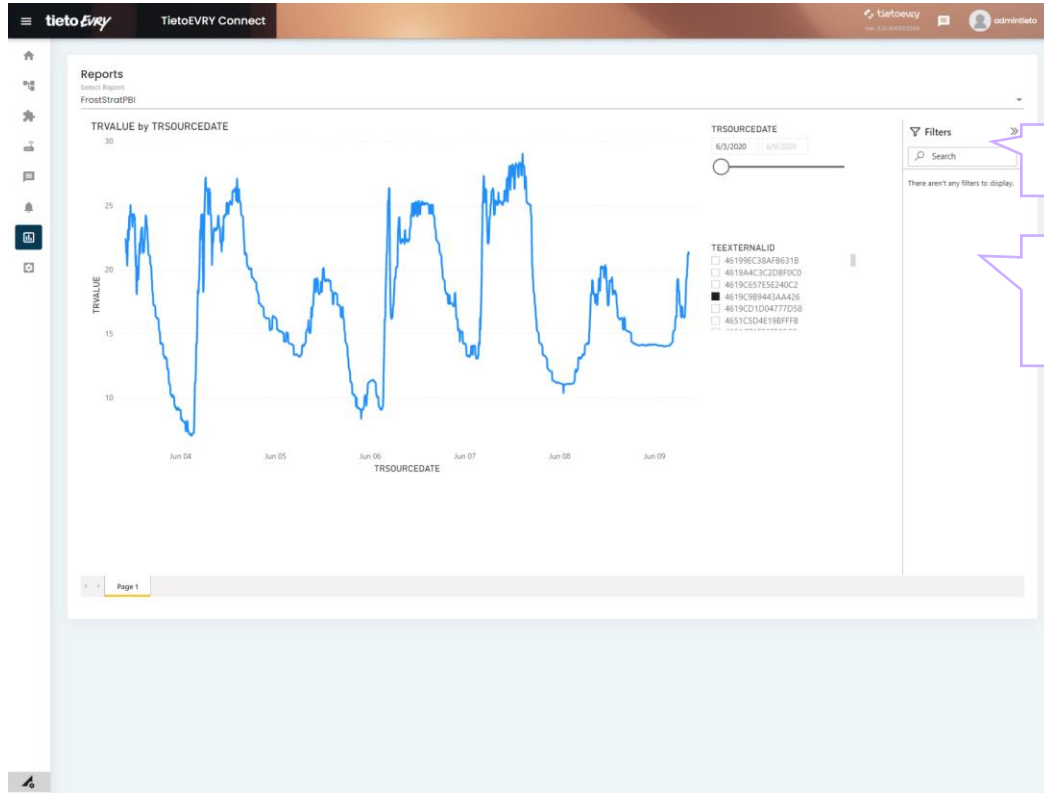 tieto EVRY
TietoEVRY Connect
tietoevry
admintieto
Reports
Select Report
FrostStratPBI
TRVALUE by TRSOURCEDATE
30
25
20
15
10
TRVALUE
Jun 04 Jun 05 Jun 06 Jun 07 Jun 08 Jun 09
TRSOURCEDATE
TRSOURCEDATE
6/3/2020 6/9/2020
TEEXTERNALID
46199EC38AFB631B
4619A4C3C2DBF0C0
4619C657E5E240C2
4619C9B9443AA426
4619CD1D04777D58
4651C5D4E19BFFFB
Filters
Search
There aren't any filters to display.
Page 1